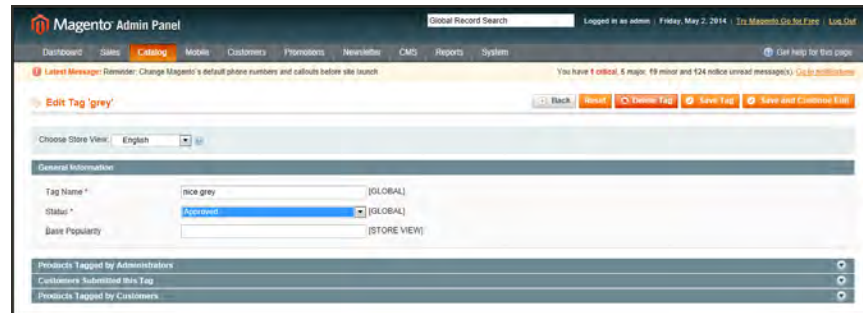 Magento Admin Panel
Global Record Search
Logged in as admin | Friday, May 2, 2014 | Try Magento Go for Free | Log Out
Dashboard Sales Catalog Mobile Customers Promotions Newsletter CMS Reports System
Get help for this page
Latest Message: Reminder: Change Magento's default phone numbers and callouts before site launch
You have 1 critical, 5 major, 19 minor and 124 notice unread message(s). Go to notifications
Edit Tag 'grey'
Back Reset Delete Tag Save Tag Save and Continue Edit
Choose Store View: English
General Information
Tag Name * nice grey [GLOBAL]
Status * Approved [GLOBAL]
Base Popularity [STORE VIEW]
Products Tagged by Administrators
Customers Submitted this Tag
Products Tagged by Customers